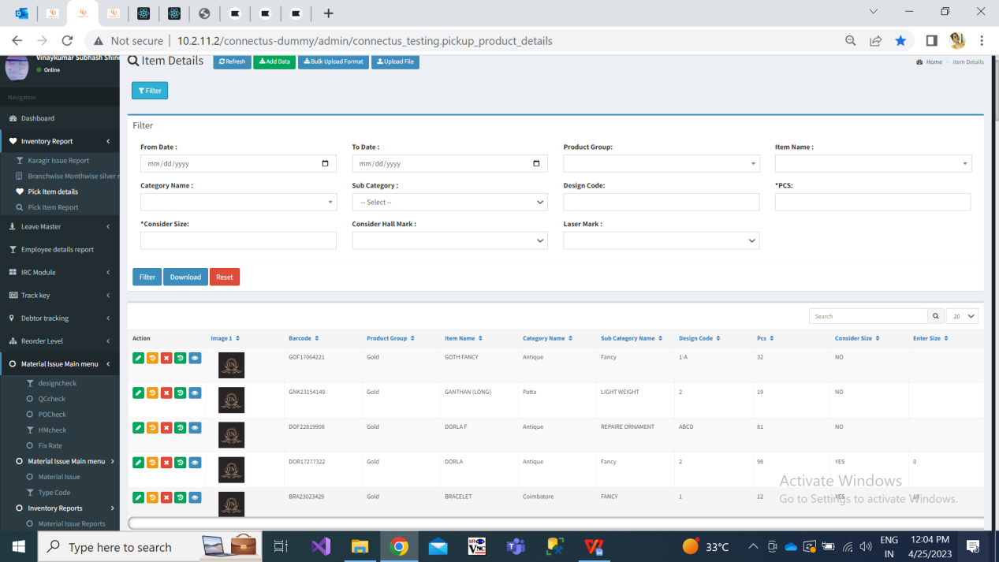 Not secure | 10.2.11.2/connectus-dummy/admin/connectus_testing.pickup_product_details
Vinaykumar Subhash Shin
Online
Navigation
Dashboard
Inventory Report
Karagir Issue Report
Branchwise Monthwise silver r
Pick Item details
Pick Item Report
Leave Master
Employee details report
IRC Module
Track key
Debtor tracking
Reorder Level
Material Issue Main menu
designcheck
QCcheck
POCheck
HMcheck
Fix Rate
Material Issue Main menu
Material Issue
Type Code
Inventory Reports
Material Issue Reports
Item Details Refresh Add Data Bulk Upload Format Upload File Home Item Details
Filter
Filter
From Date : To Date : Product Group: Item Name :
mm/dd/yyyy mm/dd/yyyy
Category Name : Sub Category : Design Code: *PCS:
-- Select --
*Consider Size: Consider Hall Mark : Laser Mark :
Filter Download Reset
Search 20
Action Image 1 Barcode Product Group Item Name Category Name Sub Category Name Design Code Pcs Consider Size Enter Size
GOF17064221 Gold GOTH FANCY Antique Fancy 1-A 32 NO
GNK23154149 Gold GANTHAN (LONG) Patta LIGHT WEIGHT 2 19 NO
DOF22819908 Gold DORLA F Antique REPAIRE ORNAMENT ABCD 81 NO
DOR17277322 Gold DORLA Antique Fancy 2 98 YES 0
BRA23023429 Gold BRACELET Coimbatore FANCY 1 12 YES
Activate Windows
Go to Settings to activate Windows.
Type here to search
33°C
ENG
IN
12:04 PM
4/25/2023